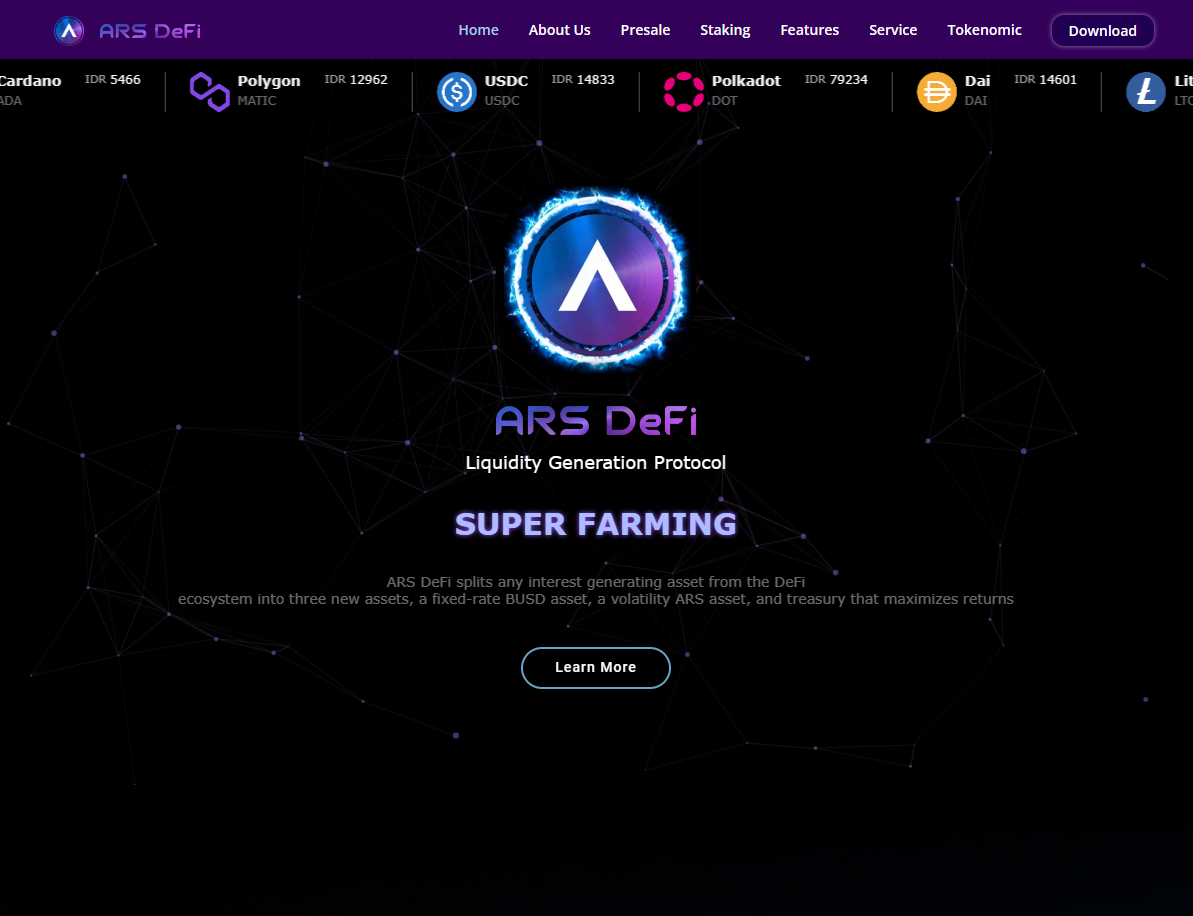 ARS DeFi
Home About Us Presale Staking Features Service Tokenomic Download
Cardano IDR 5466 Polygon IDR 12962 USDC IDR 14833 Polkadot IDR 79234 Dai IDR 14601
ADA MATIC USDC DOT DAI LTC
ARS DeFi
Liquidity Generation Protocol
SUPER FARMING
ARS DeFi splits any interest generating asset from the DeFi
ecosystem into three new assets, a fixed-rate BUSD asset, a volatility ARS asset, and treasury that maximizes returns
Learn More